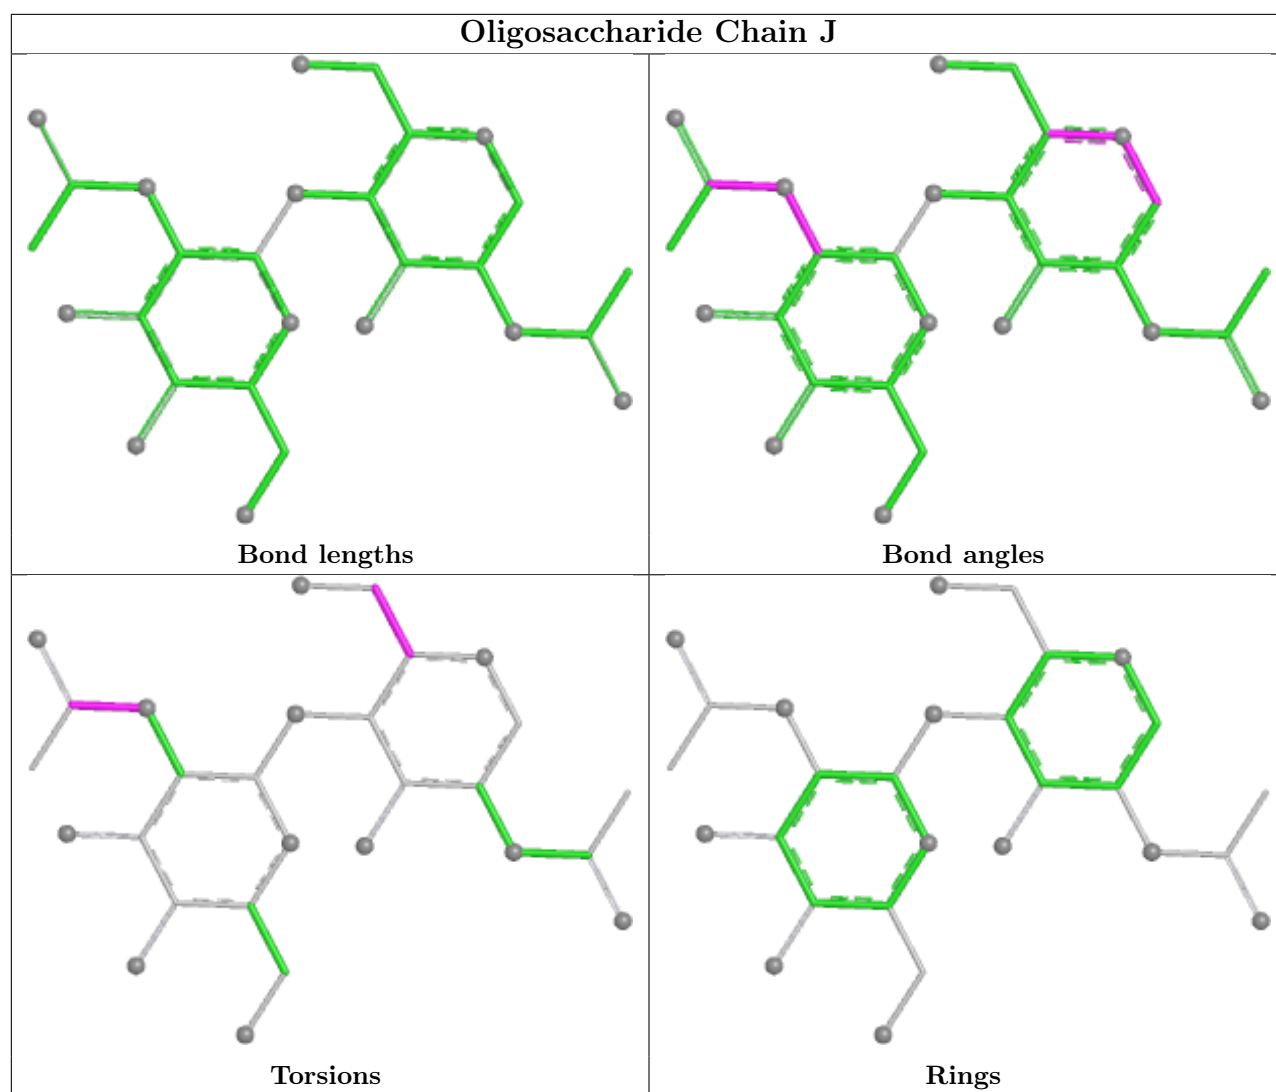 Oligosaccharide Chain J
Bond lengths
Bond angles
Torsions
Rings